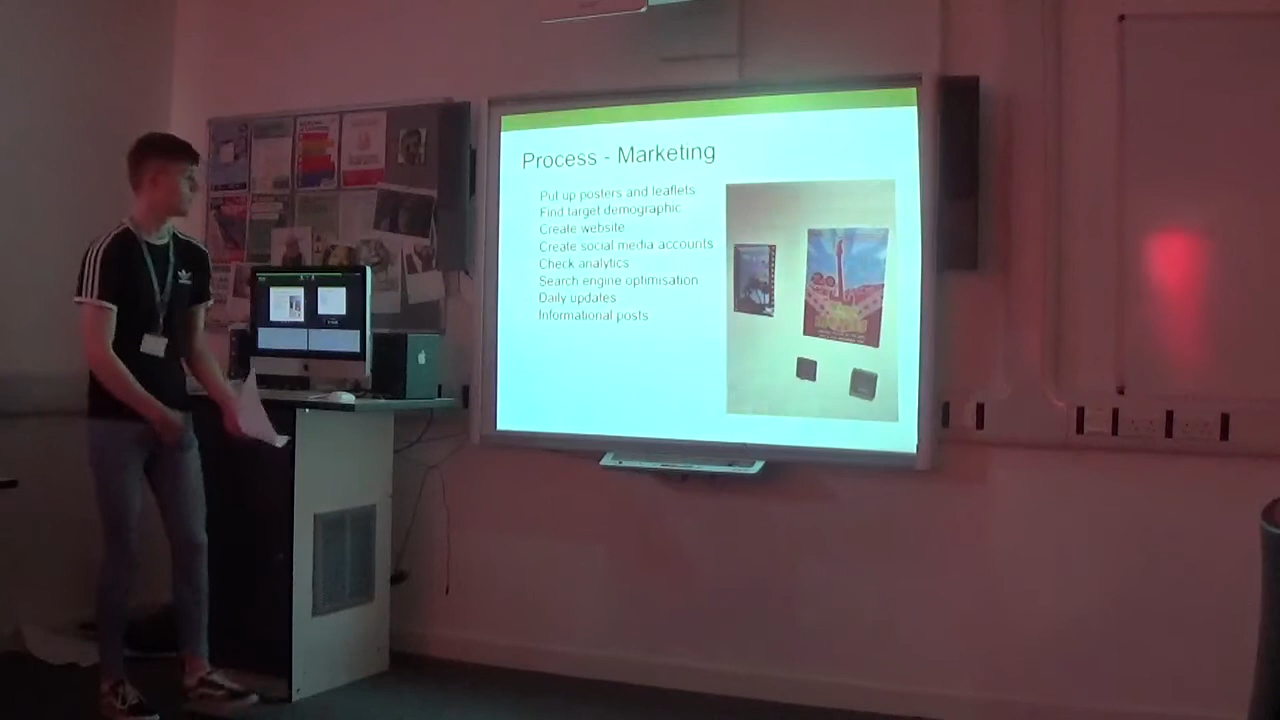 Process - Marketing
Put up posters and leaflets
Find target demographic
Create website
Create social media accounts
Check analytics
Search engine optimisation
Daily updates
Informational posts